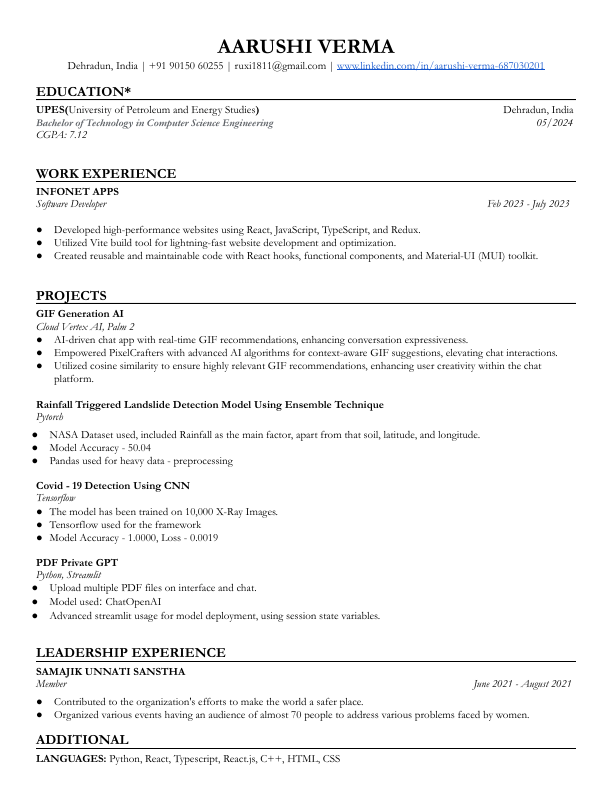 AARUSHI VERMA
Dehradun, India | +91 90150 60255 | ruxi1811@gmail.com | www.linkedin.com/in/aarushi-verma-687030201
EDUCATION*
UPES(University of Petroleum and Energy Studies) Dehradun, India
Bachelor of Technology in Computer Science Engineering 05/2024
CGPA: 7.12
WORK EXPERIENCE
INFONET APPS
Software Developer Feb 2023 - July 2023
● Developed high-performance websites using React, JavaScript, TypeScript, and Redux.
● Utilized Vite build tool for lightning-fast website development and optimization.
● Created reusable and maintainable code with React hooks, functional components, and Material-UI (MUI) toolkit.
PROJECTS
GIF Generation AI
Cloud Vertex AI, Palm 2
● AI-driven chat app with real-time GIF recommendations, enhancing conversation expressiveness.
● Empowered PixelCrafters with advanced AI algorithms for context-aware GIF suggestions, elevating chat interactions.
● Utilized cosine similarity to ensure highly relevant GIF recommendations, enhancing user creativity within the chat
platform.
Rainfall Triggered Landslide Detection Model Using Ensemble Technique
Pytorch
● NASA Dataset used, included Rainfall as the main factor, apart from that soil, latitude, and longitude.
● Model Accuracy - 50.04
● Pandas used for heavy data - preprocessing
Covid - 19 Detection Using CNN
Tensorflow
● The model has been trained on 10,000 X-Ray Images.
● Tensorflow used for the framework
● Model Accuracy - 1.0000, Loss - 0.0019
PDF Private GPT
Python, Streamlit
● Upload multiple PDF files on interface and chat.
● Model used: ChatOpenAI
● Advanced streamlit usage for model deployment, using session state variables.
LEADERSHIP EXPERIENCE
SAMAJIK UNNATI SANSTHA
Member June 2021 - August 2021
● Contributed to the organization's efforts to make the world a safer place.
● Organized various events having an audience of almost 70 people to address various problems faced by women.
ADDITIONAL
LANGUAGES: Python, React, Typescript, React.js, C++, HTML, CSS